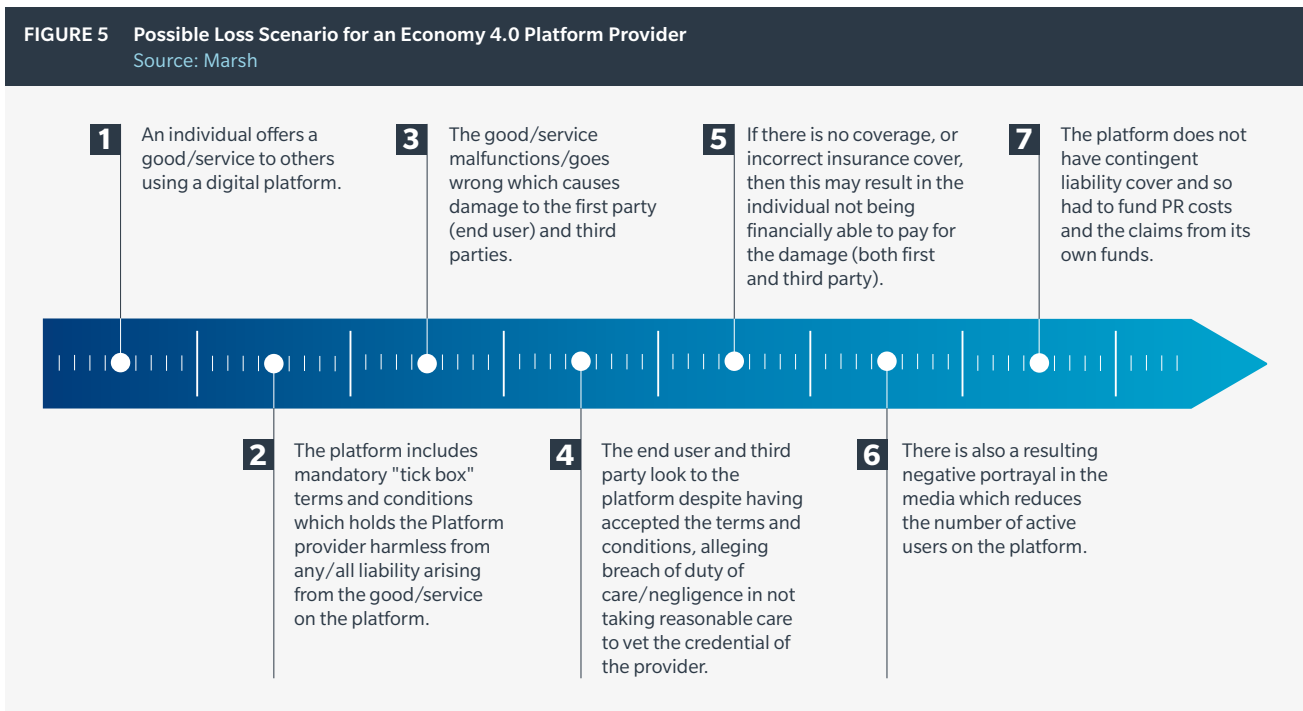 FIGURE 5 Possible Loss Scenario for an Economy 4.0 Platform Provider
Source: Marsh
1
An individual offers a
good/service to others
using a digital platform.
2
The platform includes
mandatory "tick box"
terms and conditions
which holds the Platform
provider harmless from
any/all liability arising
from the good/service
on the platform.
3
The good/service
malfunctions/goes
wrong which causes
damage to the first party
(end user) and third
parties.
4
The end user and third
party look to the
platform despite having
accepted the terms and
conditions, alleging
breach of duty of
care/negligence in not
taking reasonable care
to vet the credential of
the provider.
5
If there is no coverage, or
incorrect insurance cover,
then this may result in the
individual not being
financially able to pay for
the damage (both first
and third party).
6
There is also a resulting
negative portrayal in the
media which reduces
the number of active
users on the platform.
7
The platform does not
have contingent
liability cover and so
had to fund PR costs
and the claims from its
own funds.